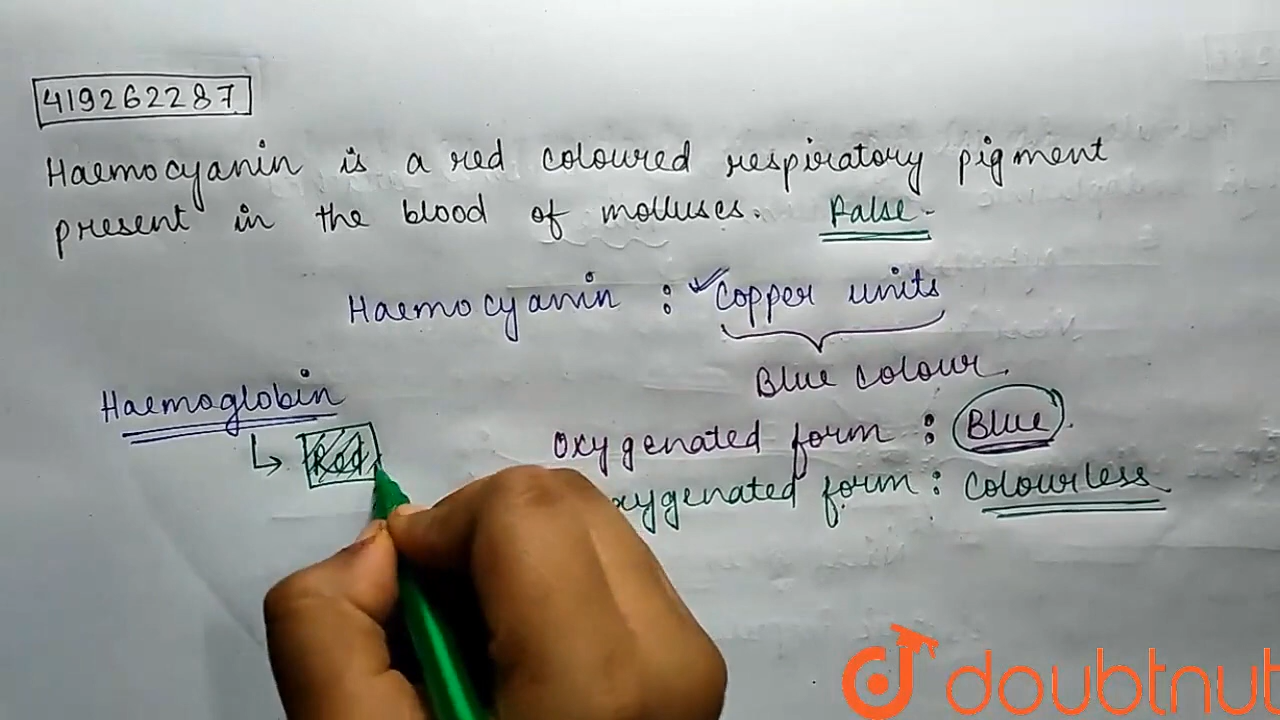 419262287
Haemocyanin is a red coloured respiratory pigment
present in the blood of molluscs. False.
Haemocyanin : Copper units
Blue colour.
Haemoglobin
Red
Oxygenated form : Blue.
oxygenated form : Colourless
doubtnut